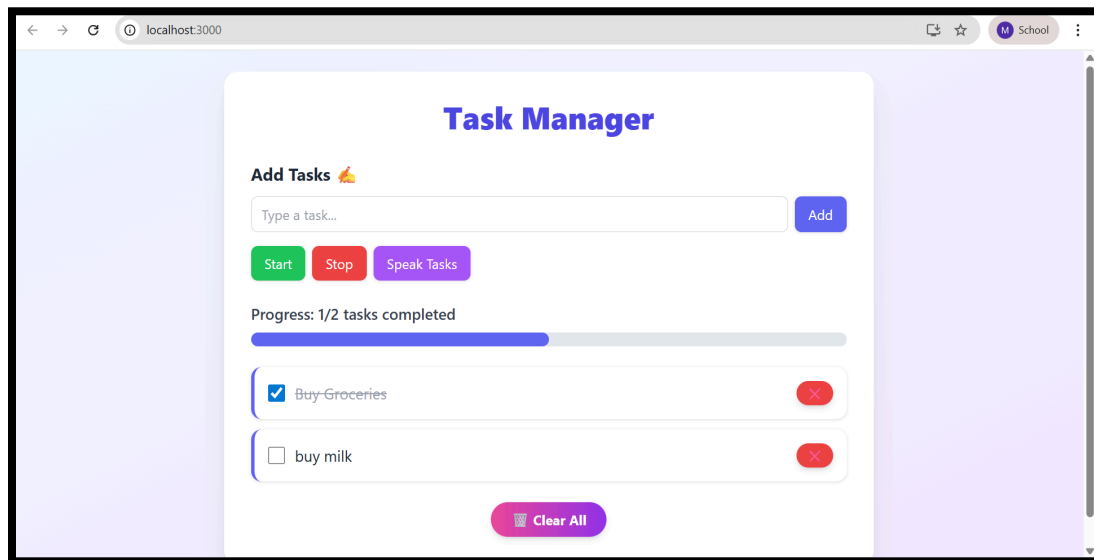 localhost:3000
M School
Task Manager
Add Tasks ✍️
Type a task... Add
Start Stop Speak Tasks
Progress: 1/2 tasks completed
Buy Groceries
buy milk
🗑️ Clear All